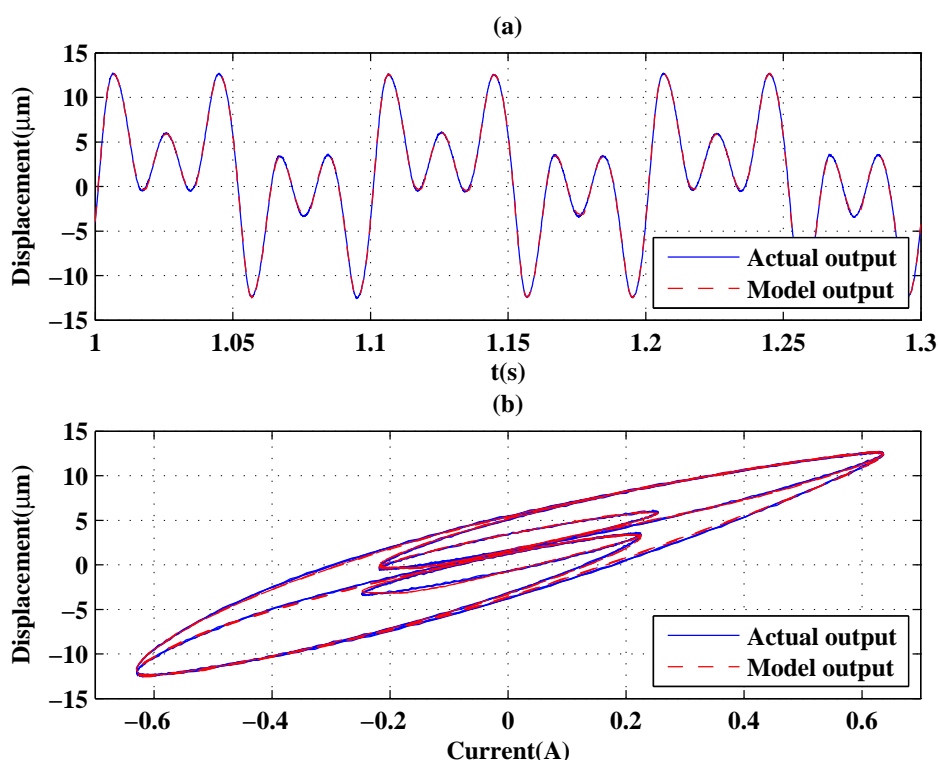 (a)
Displacement(μm)
15
10
5
0
−5
−10
−15
Actual output
Model output
1 1.05 1.1 1.15 1.2 1.25 1.3
t(s)
(b)
Displacement(μm)
15
10
5
0
−5
−10
−15
Actual output
Model output
−0.6 −0.4 −0.2 0 0.2 0.4 0.6
Current(A)